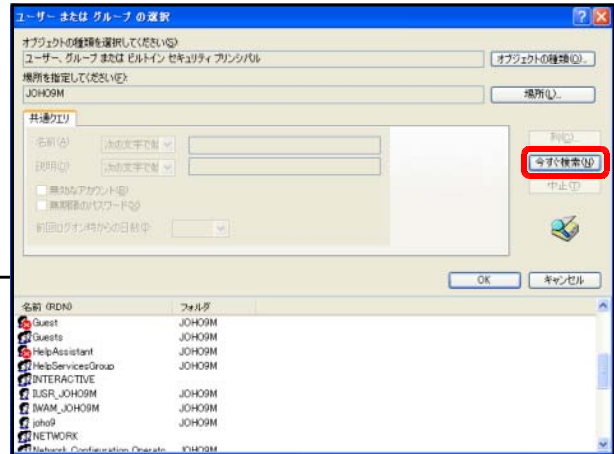 ユーザー または グループ の選択
オブジェクトの種類を選択してください(S):
ユーザー、グループ または ビルトイン セキュリティ プリンシパル
オブジェクトの種類(O)...
場所を指定してください(F):
JOHO9M
場所(L)...
共通クエリ
名前(A)
次の文字で始
列(C)...
説明(D)
次の文字で始
今すぐ検索(N)
無効なアカウント(B)
中止(T)
無期限のパスワード(X)
前回ログオン時からの日数(I)
OK
キャンセル
名前 (RDN)
フォルダ
Guest JOHO9M
Guests JOHO9M
HelpAssistant JOHO9M
HelpServicesGroup JOHO9M
INTERACTIVE
IUSR_JOHO9M JOHO9M
IWAM_JOHO9M JOHO9M
joho9 JOHO9M
NETWORK
Network Configuration Operato... JOHO9M